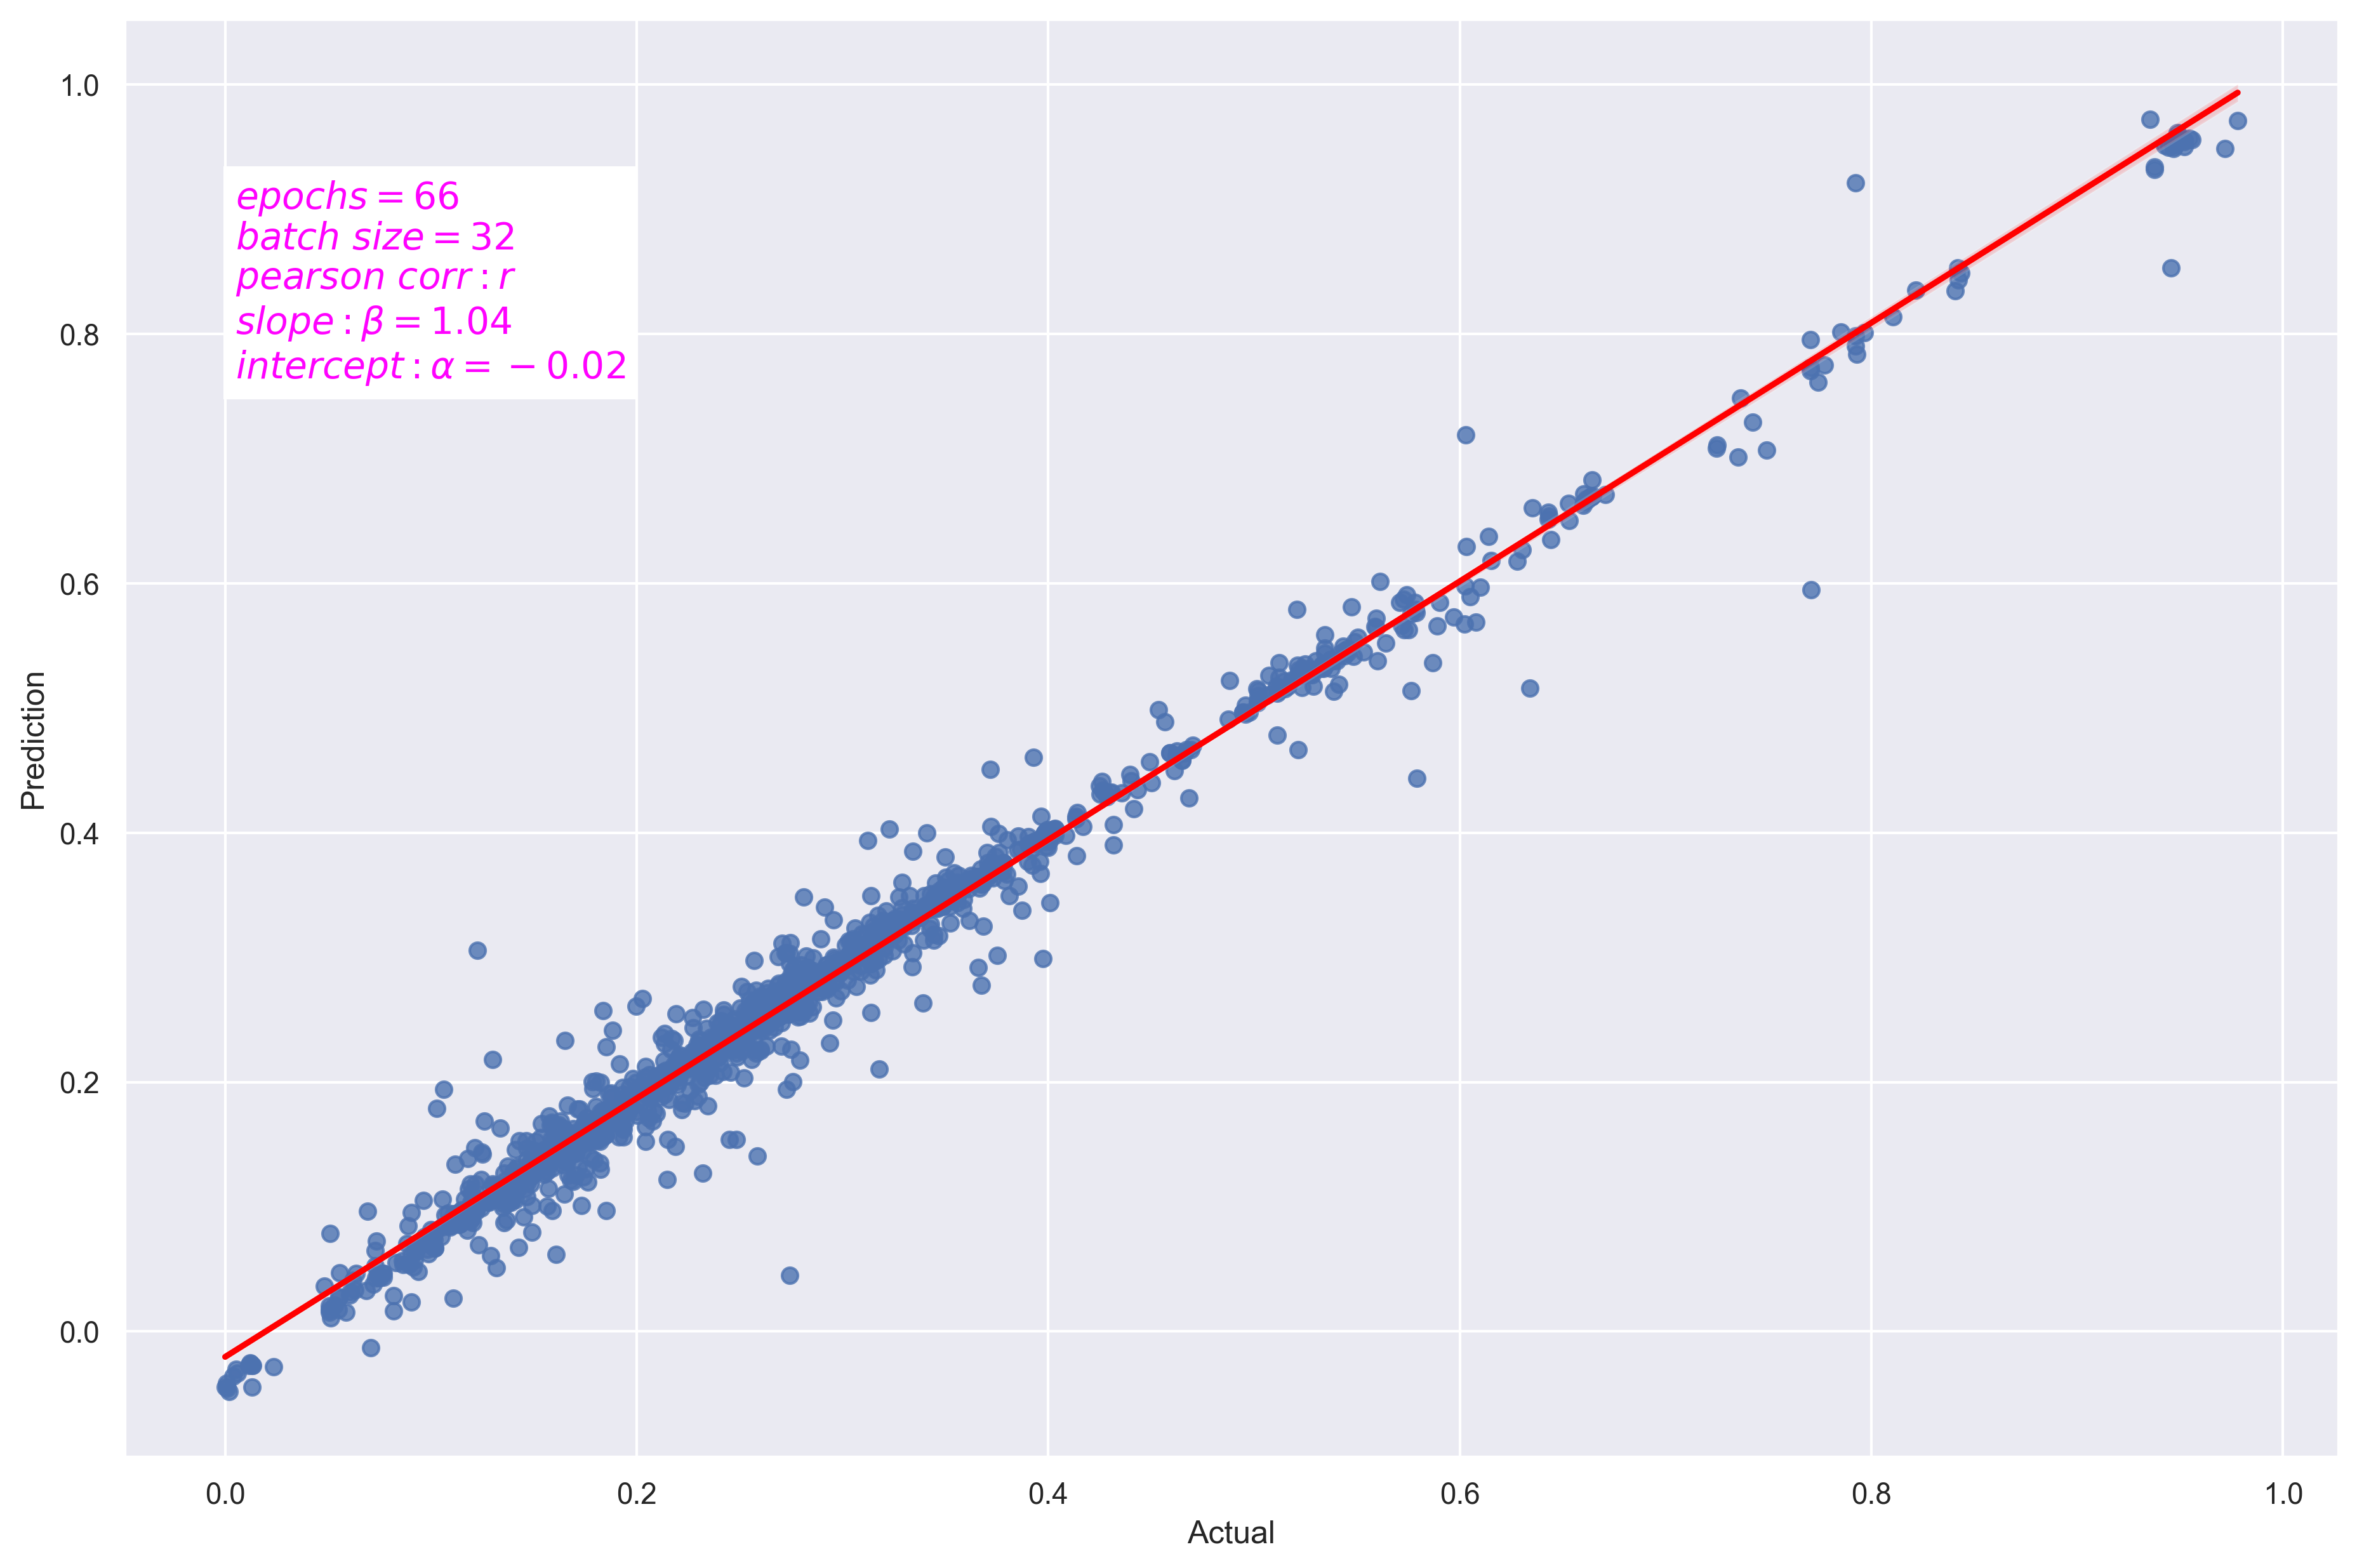 1.0
0.8
0.6
0.4
0.2
0.0
Prediction
epochs = 66
batch size = 32
pearson corr : r
slope : β = 1.04
intercept : α = −0.02
0.0 0.2 0.4 0.6 0.8 1.0
Actual